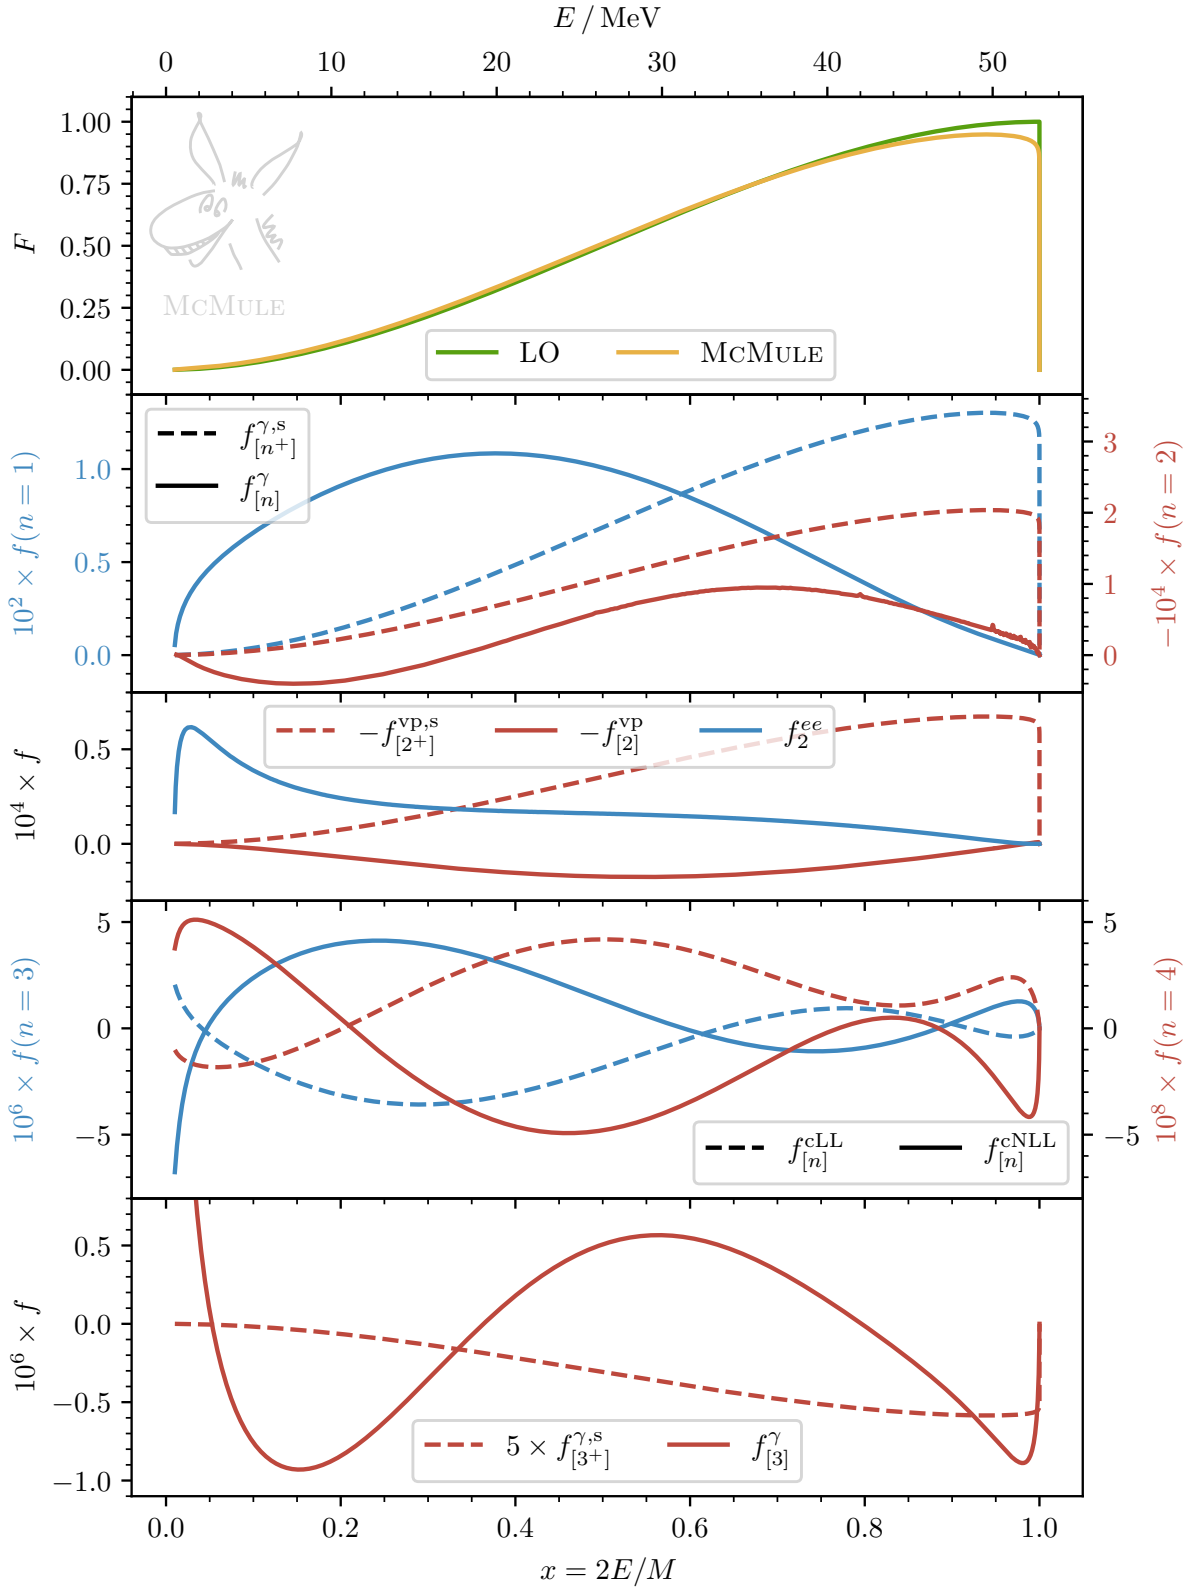 E / MeV
0 10 20 30 40 50
1.00
0.75
0.50
0.25
0.00
F
McMule
LO McMule
10² × f(n = 1)
1.0
0.5
0.0
f^{γ,s}_{[n⁺]}
f^{γ}_{[n]}
3
2
1
0
−10⁴ × f(n = 2)
10⁴ × f
0.5
0.0
−f^{vp,s}_{[2⁺]} −f^{vp}_{[2]} f^{ee}_{2}
10⁶ × f(n = 3)
5
0
−5
5
0
−5
10⁸ × f(n = 4)
f^{cLL}_{[n]} f^{cNLL}_{[n]}
10⁶ × f
0.5
0.0
−0.5
−1.0
5 × f^{γ,s}_{[3⁺]} f^{γ}_{[3]}
0.0 0.2 0.4 0.6 0.8 1.0
x = 2E/M